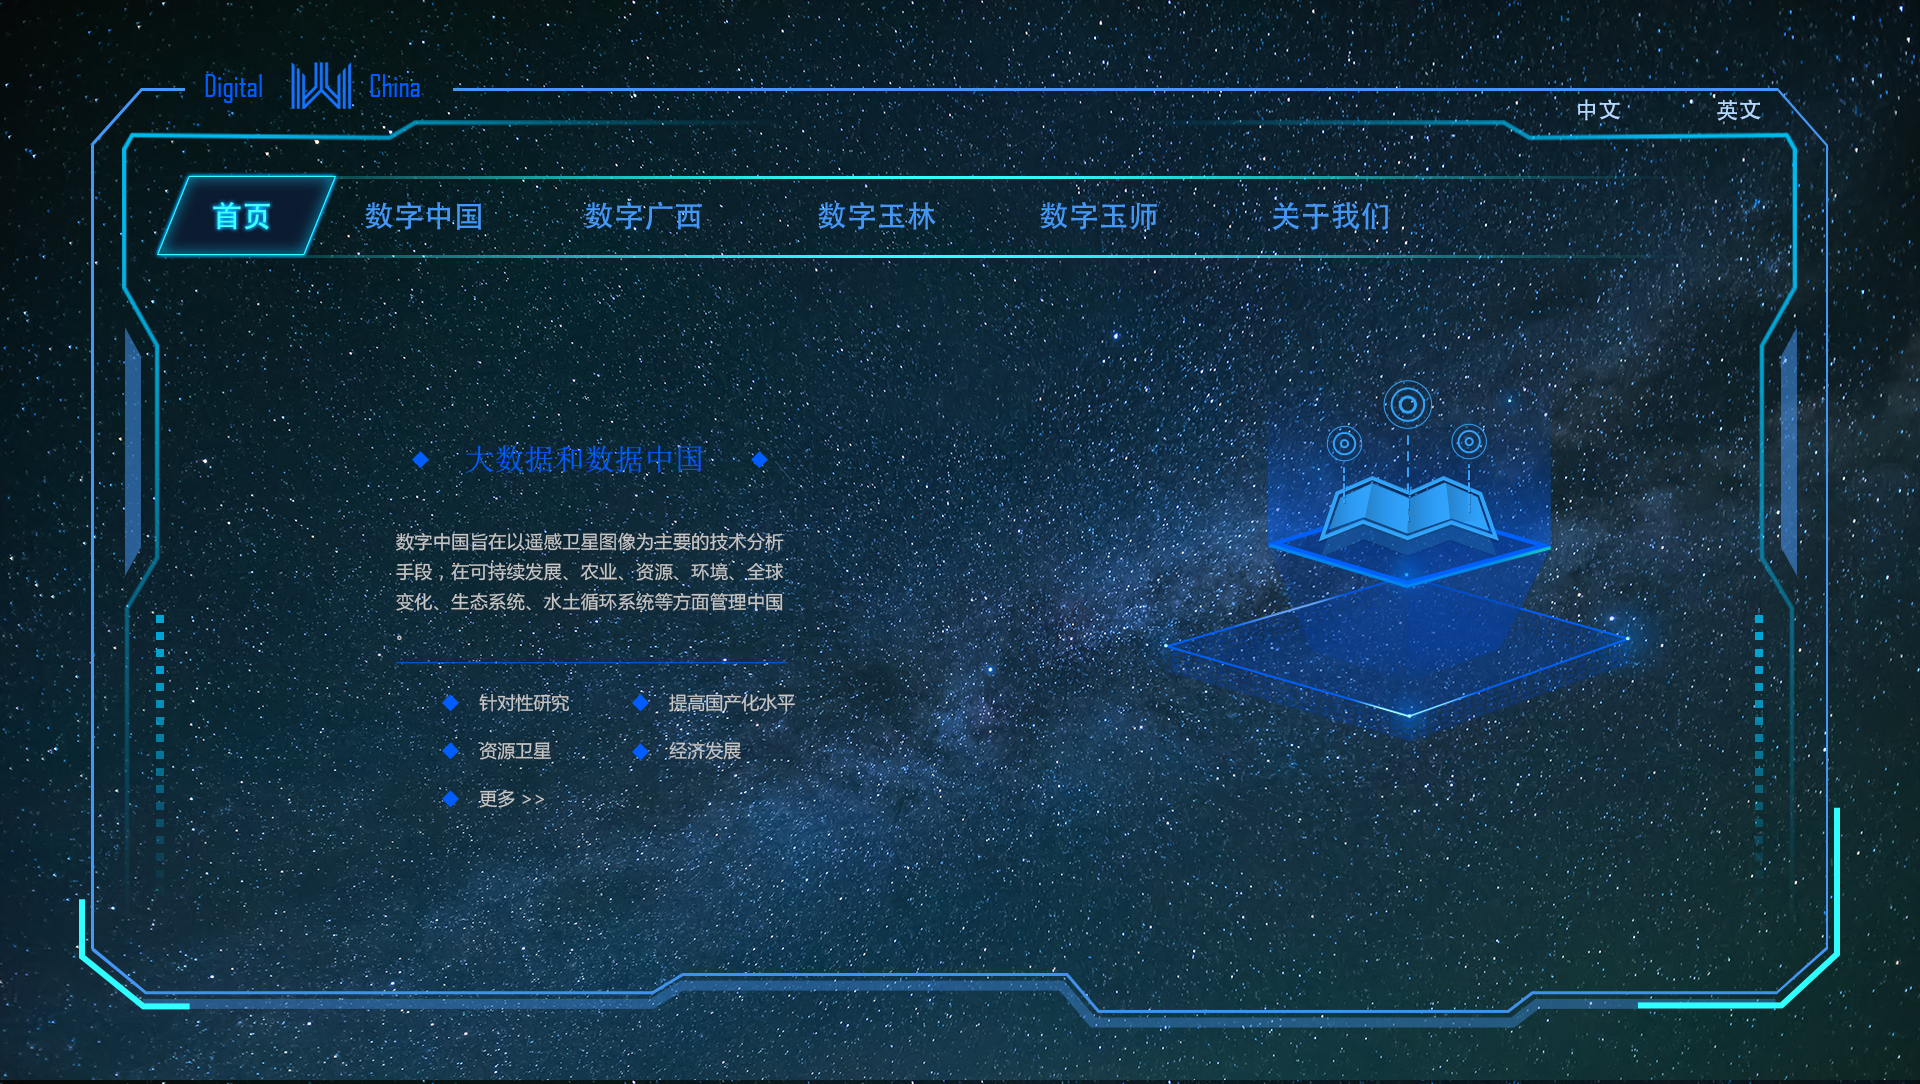 Digital China
中文 英文
首页 数字中国 数字广西 数字玉林 数字玉师 关于我们
大数据和数据中国
数字中国旨在以遥感卫星图像为主要的技术分析
手段，在可持续发展、农业、资源、环境、全球
变化、生态系统、水土循环系统等方面管理中国
。
针对性研究 提高国产化水平
资源卫星 经济发展
更多 >>